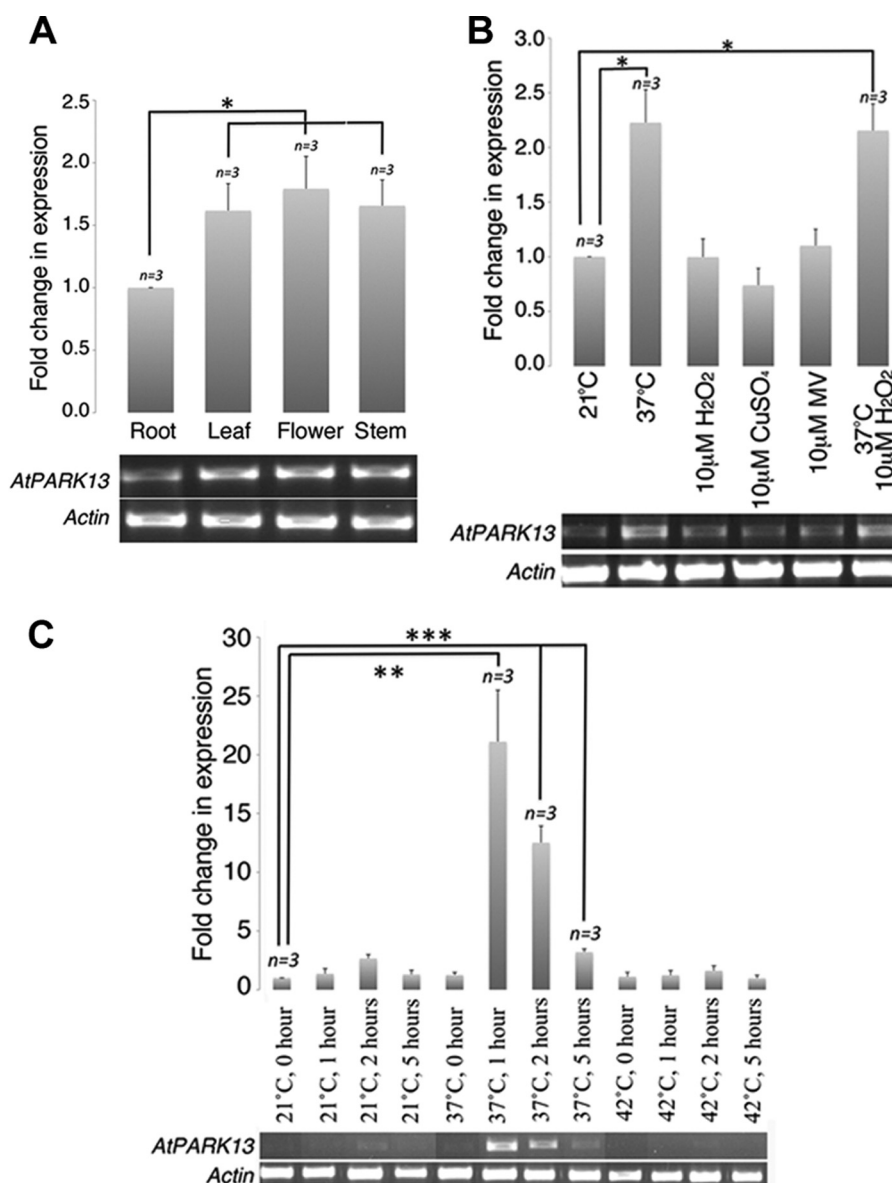 A
Fold change in expression
2.5
2.0
1.5
1.0
0.5
0.0
*
n=3
n=3
n=3
n=3
Root Leaf Flower Stem
AtPARK13
Actin
B
Fold change in expression
3.0
2.5
2.0
1.5
1.0
0.5
0.0
*
*
n=3
n=3
n=3
21°C
37°C
10µM H₂O₂
10µM CuSO₄
10µM MV
37°C
10µM H₂O₂
AtPARK13
Actin
C
Fold change in expression
30
25
20
15
10
5
0
***
**
n=3
n=3
n=3
n=3
21°C, 0 hour
21°C, 1 hour
21°C, 2 hours
21°C, 5 hours
37°C, 0 hour
37°C, 1 hour
37°C, 2 hours
37°C, 5 hours
42°C, 0 hour
42°C, 1 hour
42°C, 2 hours
42°C, 5 hours
AtPARK13
Actin